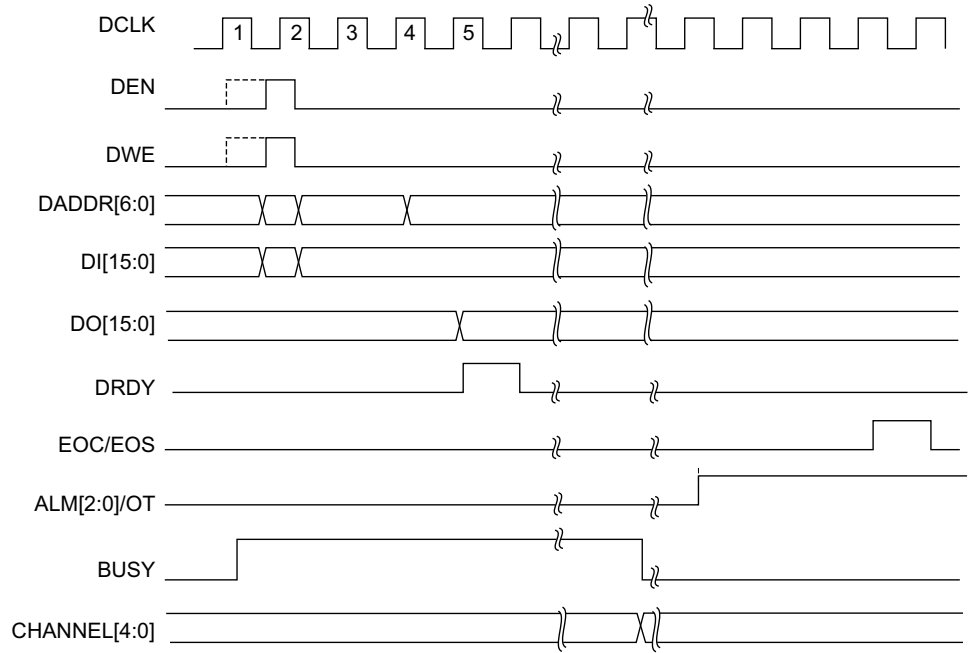 DCLK
1 2 3 4 5
DEN
DWE
DADDR[6:0]
DI[15:0]
DO[15:0]
DRDY
EOC/EOS
ALM[2:0]/OT
BUSY
CHANNEL[4:0]